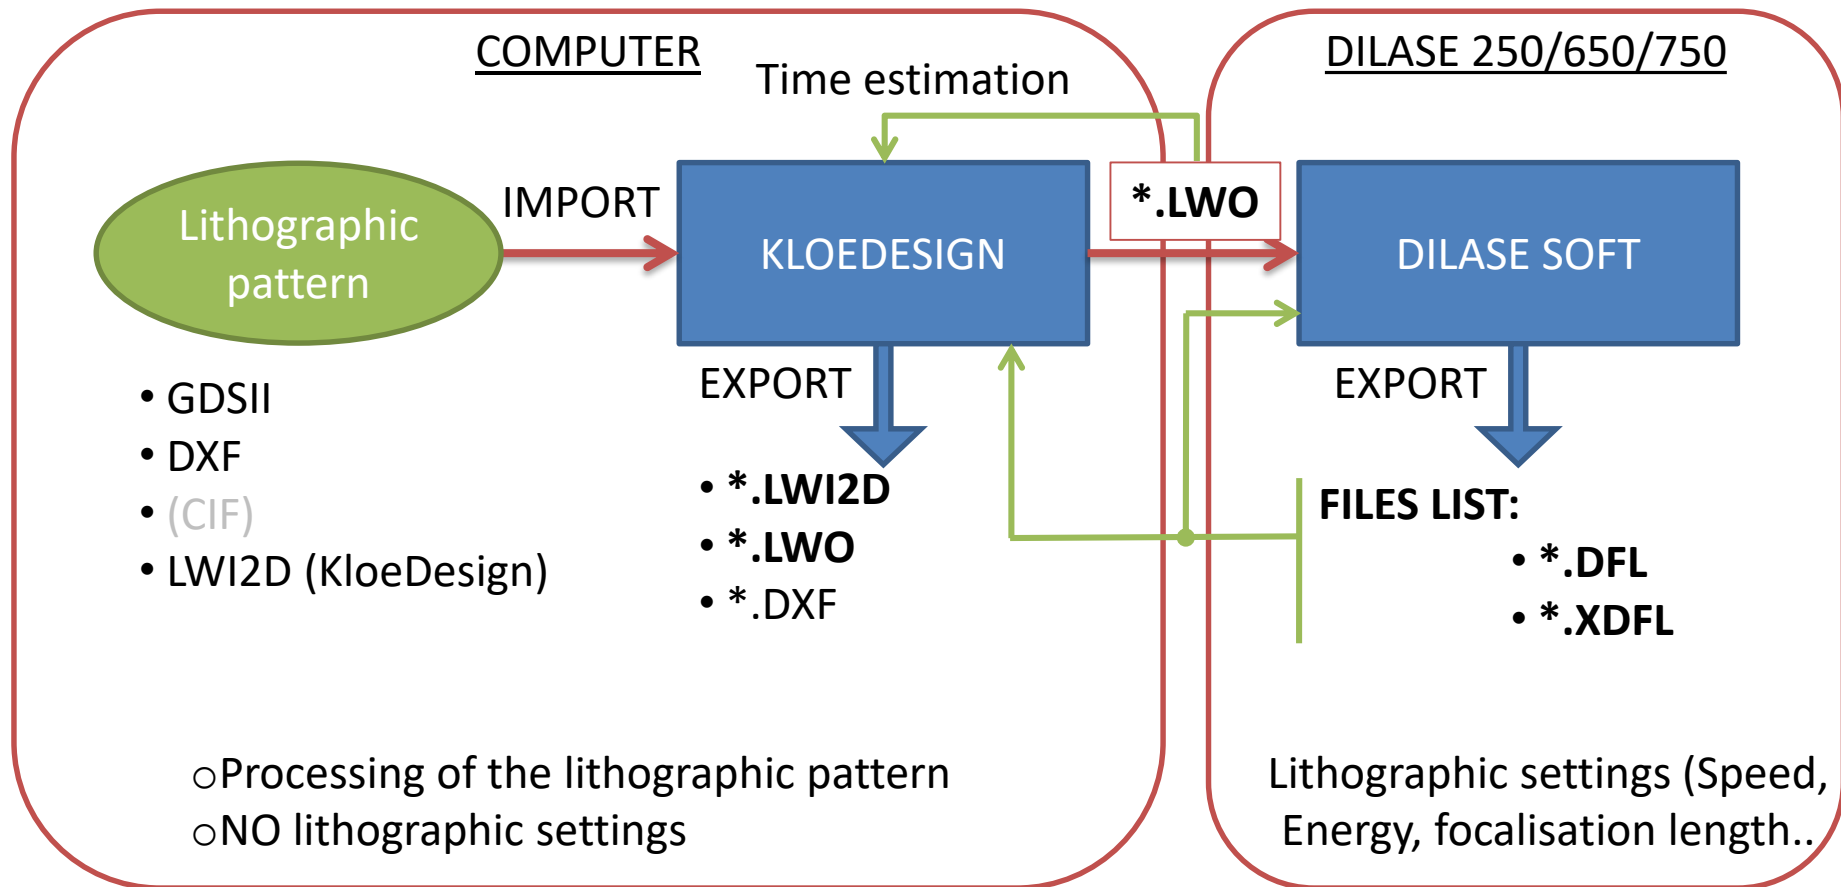 COMPUTER
DILASE 250/650/750
Time estimation
Lithographic
pattern
IMPORT
KLOEDESIGN
*.LWO
DILASE SOFT
• GDSII
• DXF
• (CIF)
• LWI2D (KloeDesign)
EXPORT
• *.LWI2D
• *.LWO
• *.DXF
EXPORT
FILES LIST:
• *.DFL
• *.XDFL
oProcessing of the lithographic pattern
oNO lithographic settings
Lithographic settings (Speed,
Energy, focalisation length..